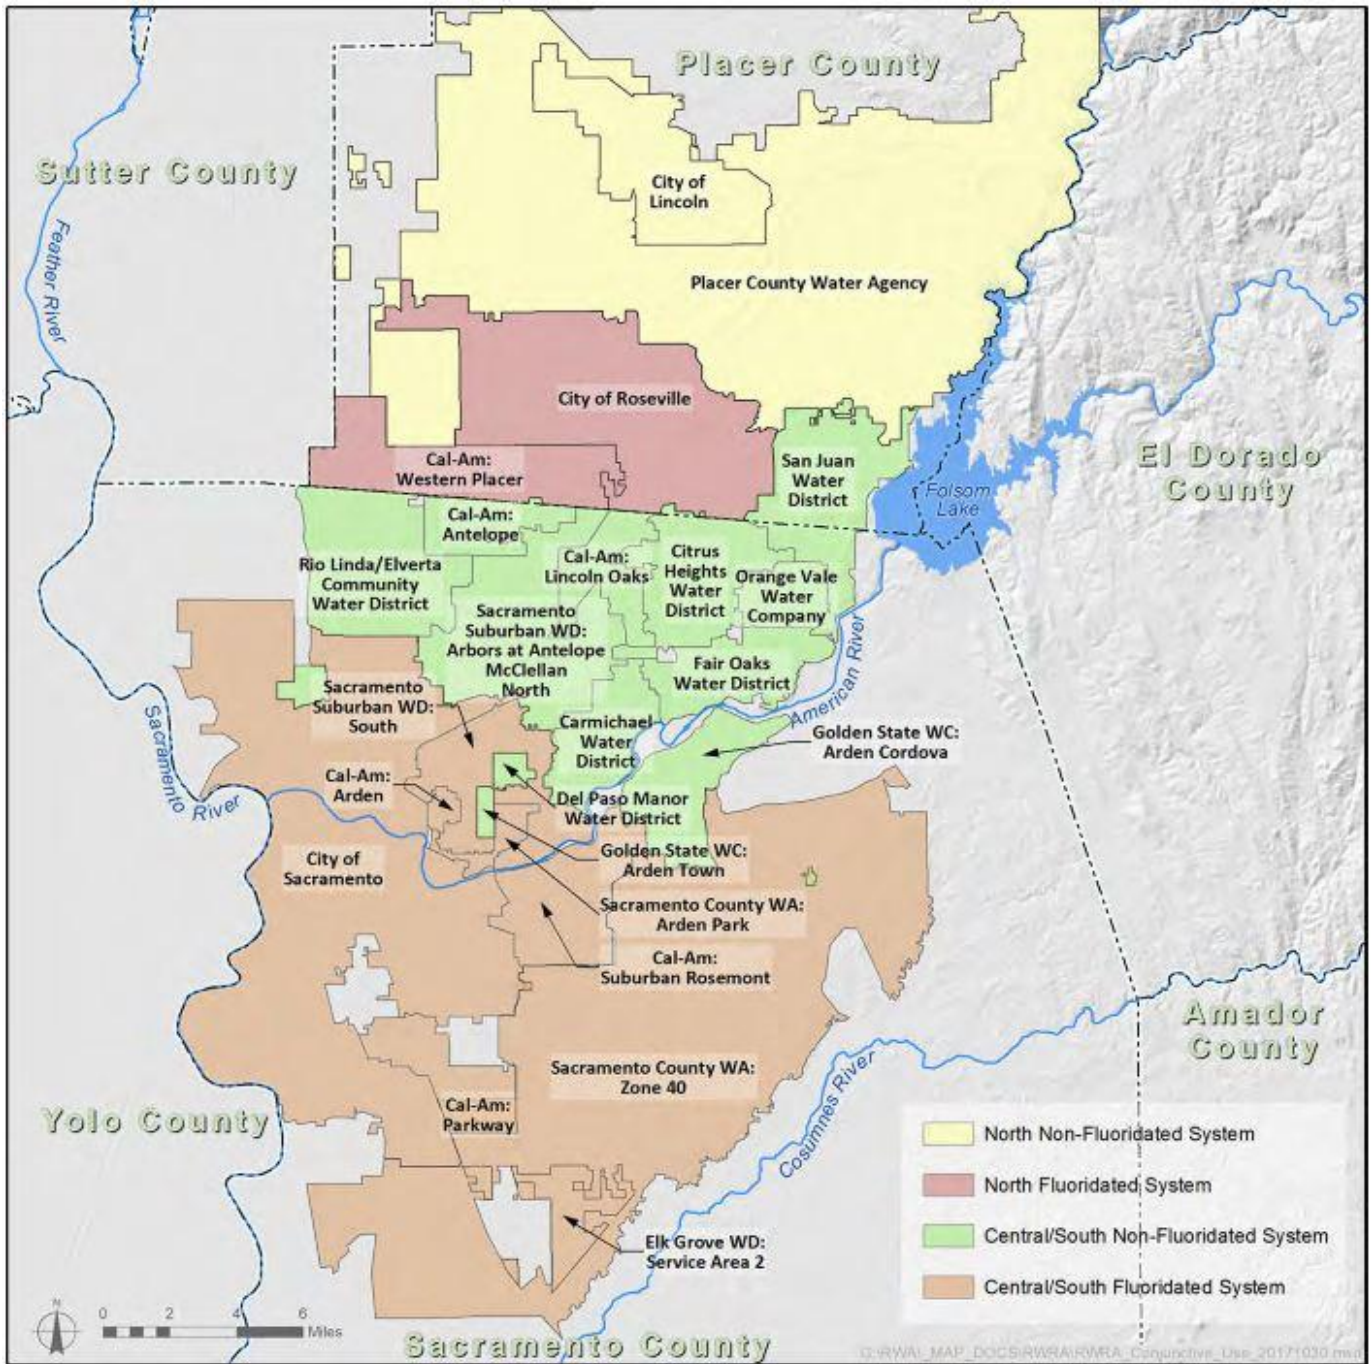 Placer County
Sutter County
City of
Lincoln
Feather River
Placer County Water Agency
City of Roseville
Cal-Am:
Western Placer
San Juan
Water
District
El Dorado
County
Folsom
Lake
Cal-Am:
Antelope
Rio Linda/Elverta
Community
Water District
Cal-Am:
Lincoln Oaks
Citrus
Heights
Water
District
Orange Vale
Water
Company
Sacramento
Suburban WD:
Arbors at Antelope
McClellan
North
Fair Oaks
Water District
American River
Sacramento
Suburban WD:
South
Carmichael
Water
District
Golden State WC:
Arden Cordova
Sacramento River
Cal-Am:
Arden
Del Paso Manor
Water District
City of
Sacramento
Golden State WC:
Arden Town
Sacramento County WA:
Arden Park
Cal-Am:
Suburban Rosemont
Amador
County
Sacramento County WA:
Zone 40
Cosumnes River
Yolo County
Cal-Am:
Parkway
North Non-Fluoridated System
North Fluoridated System
Central/South Non-Fluoridated System
Central/South Fluoridated System
Elk Grove WD:
Service Area 2
N
0 2 4 6
Miles
Sacramento County
G:\RWA\_MAP_DOCS\RWRA\RWRA_Conjunctive_Use_20171030.mxd